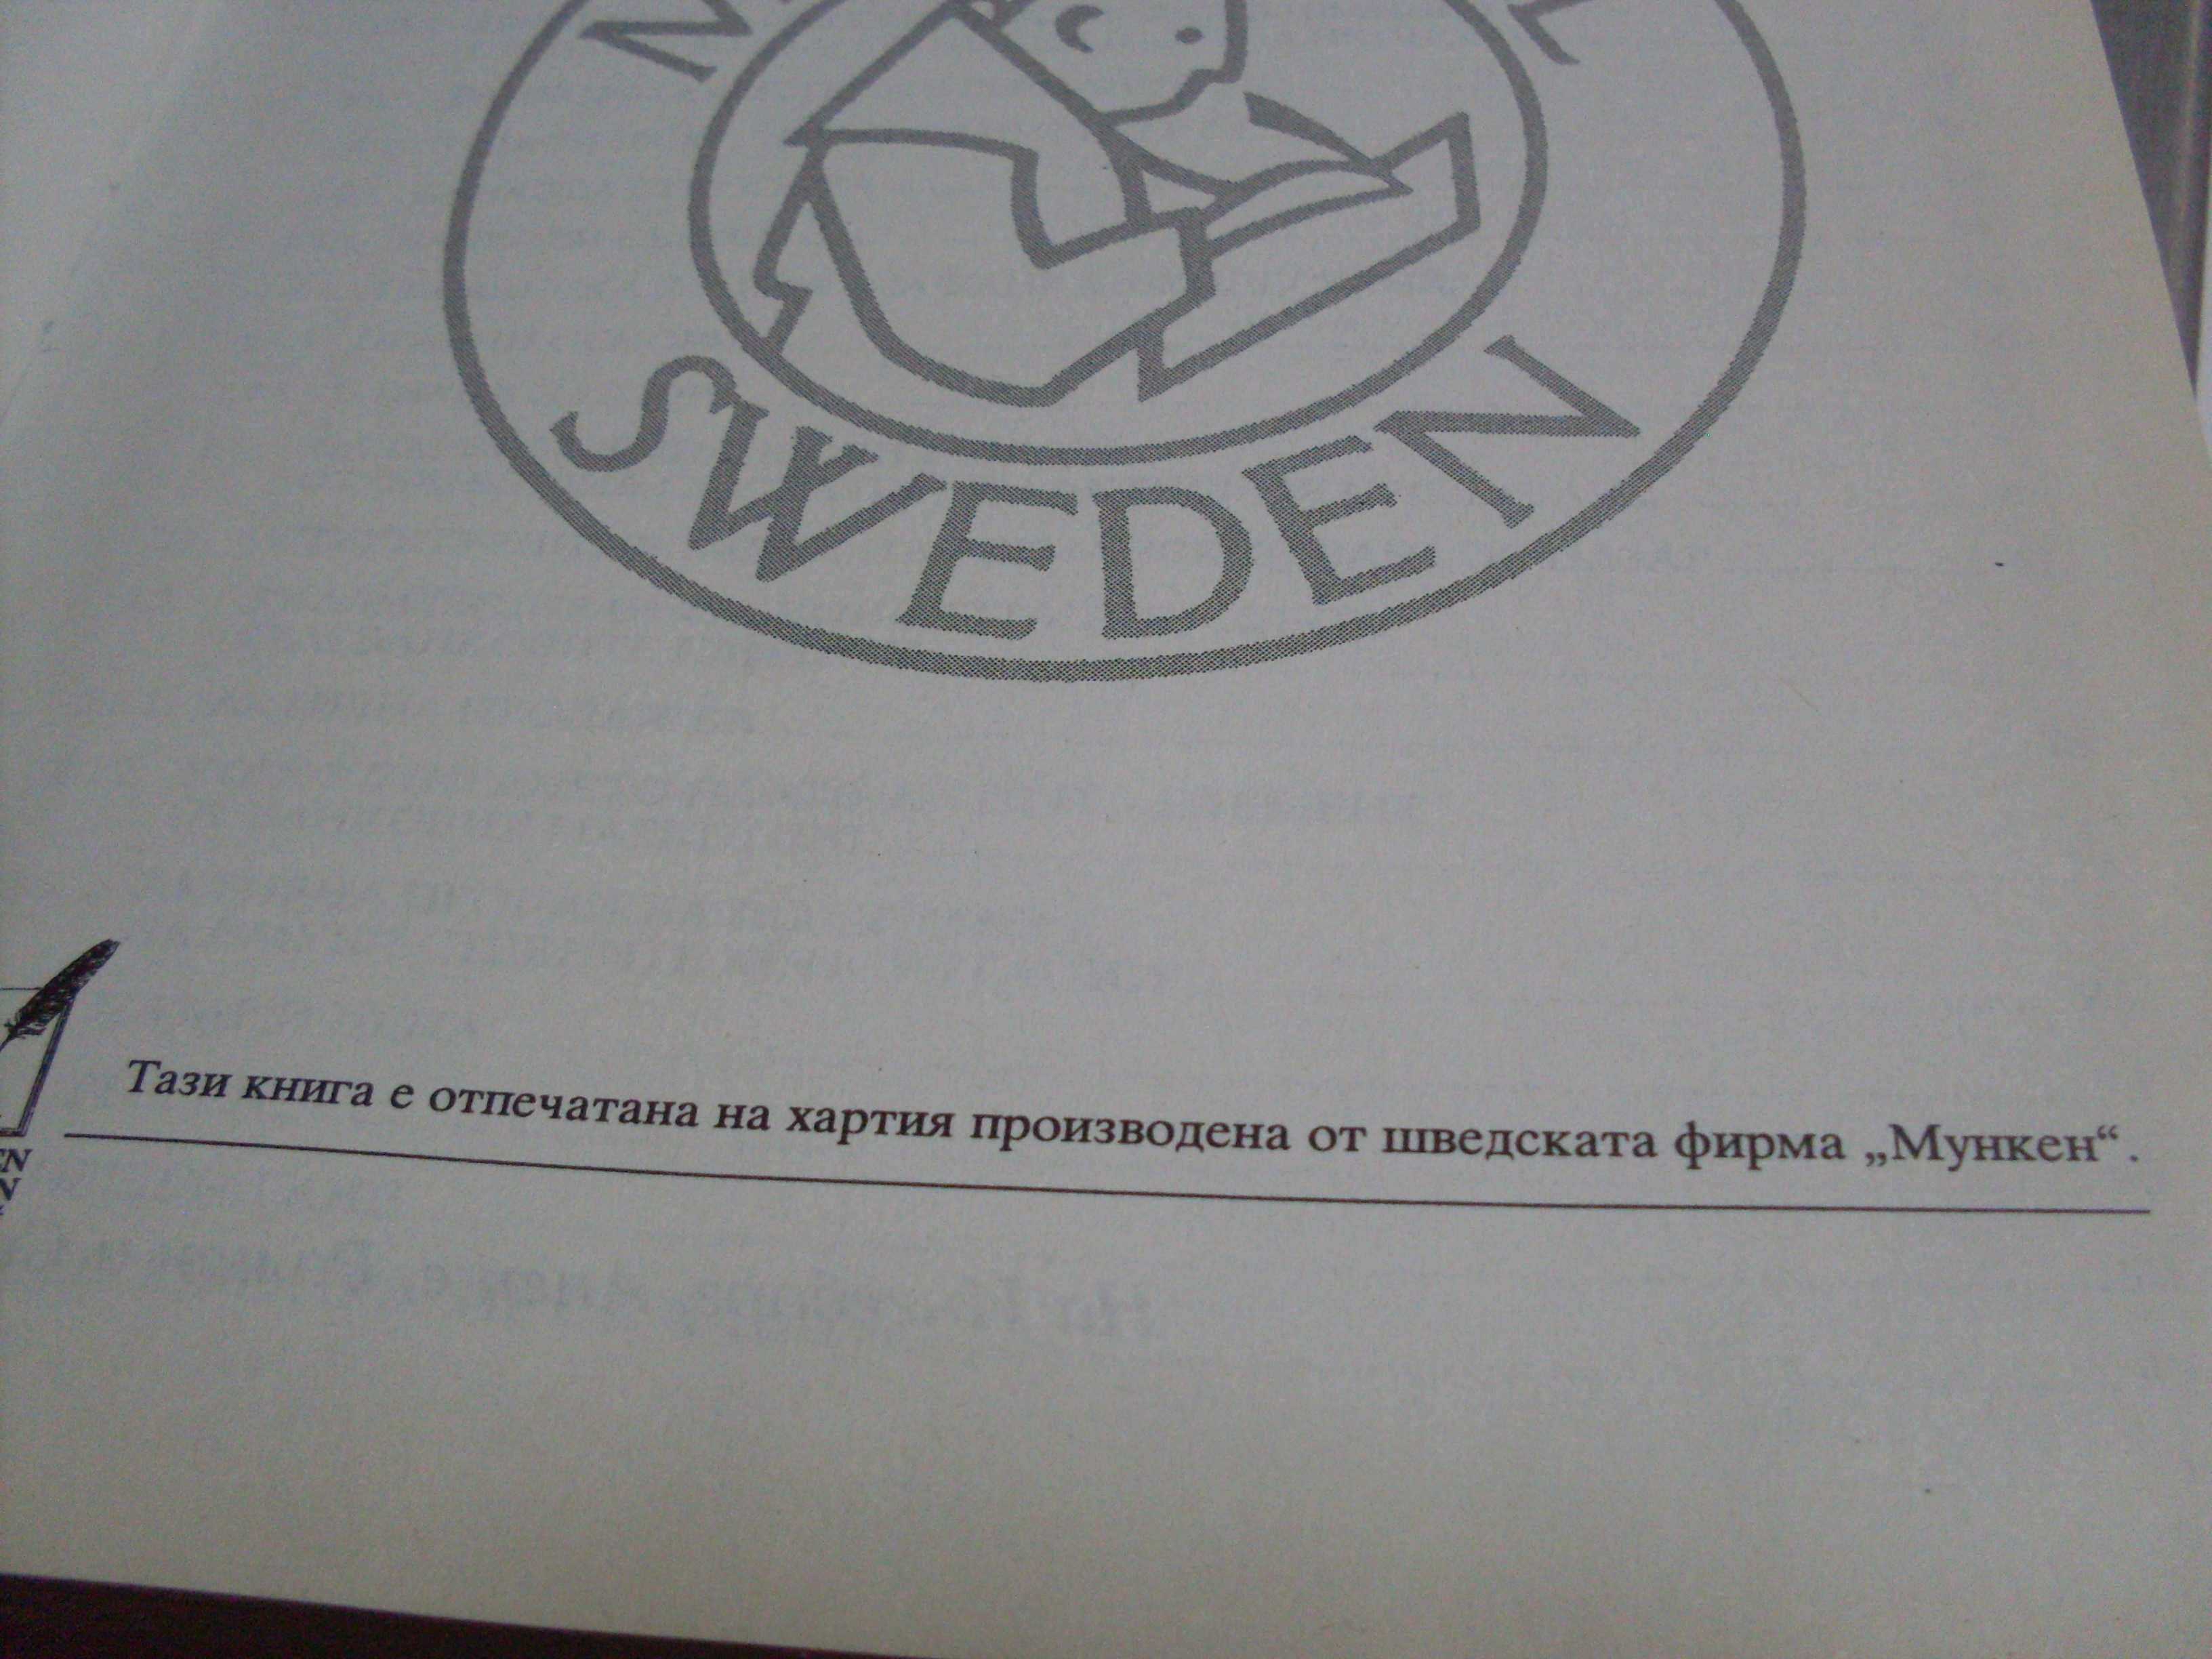 SWEDEN
Тази книга е отпечатана на хартия произведена от шведската фирма „Мункен“.